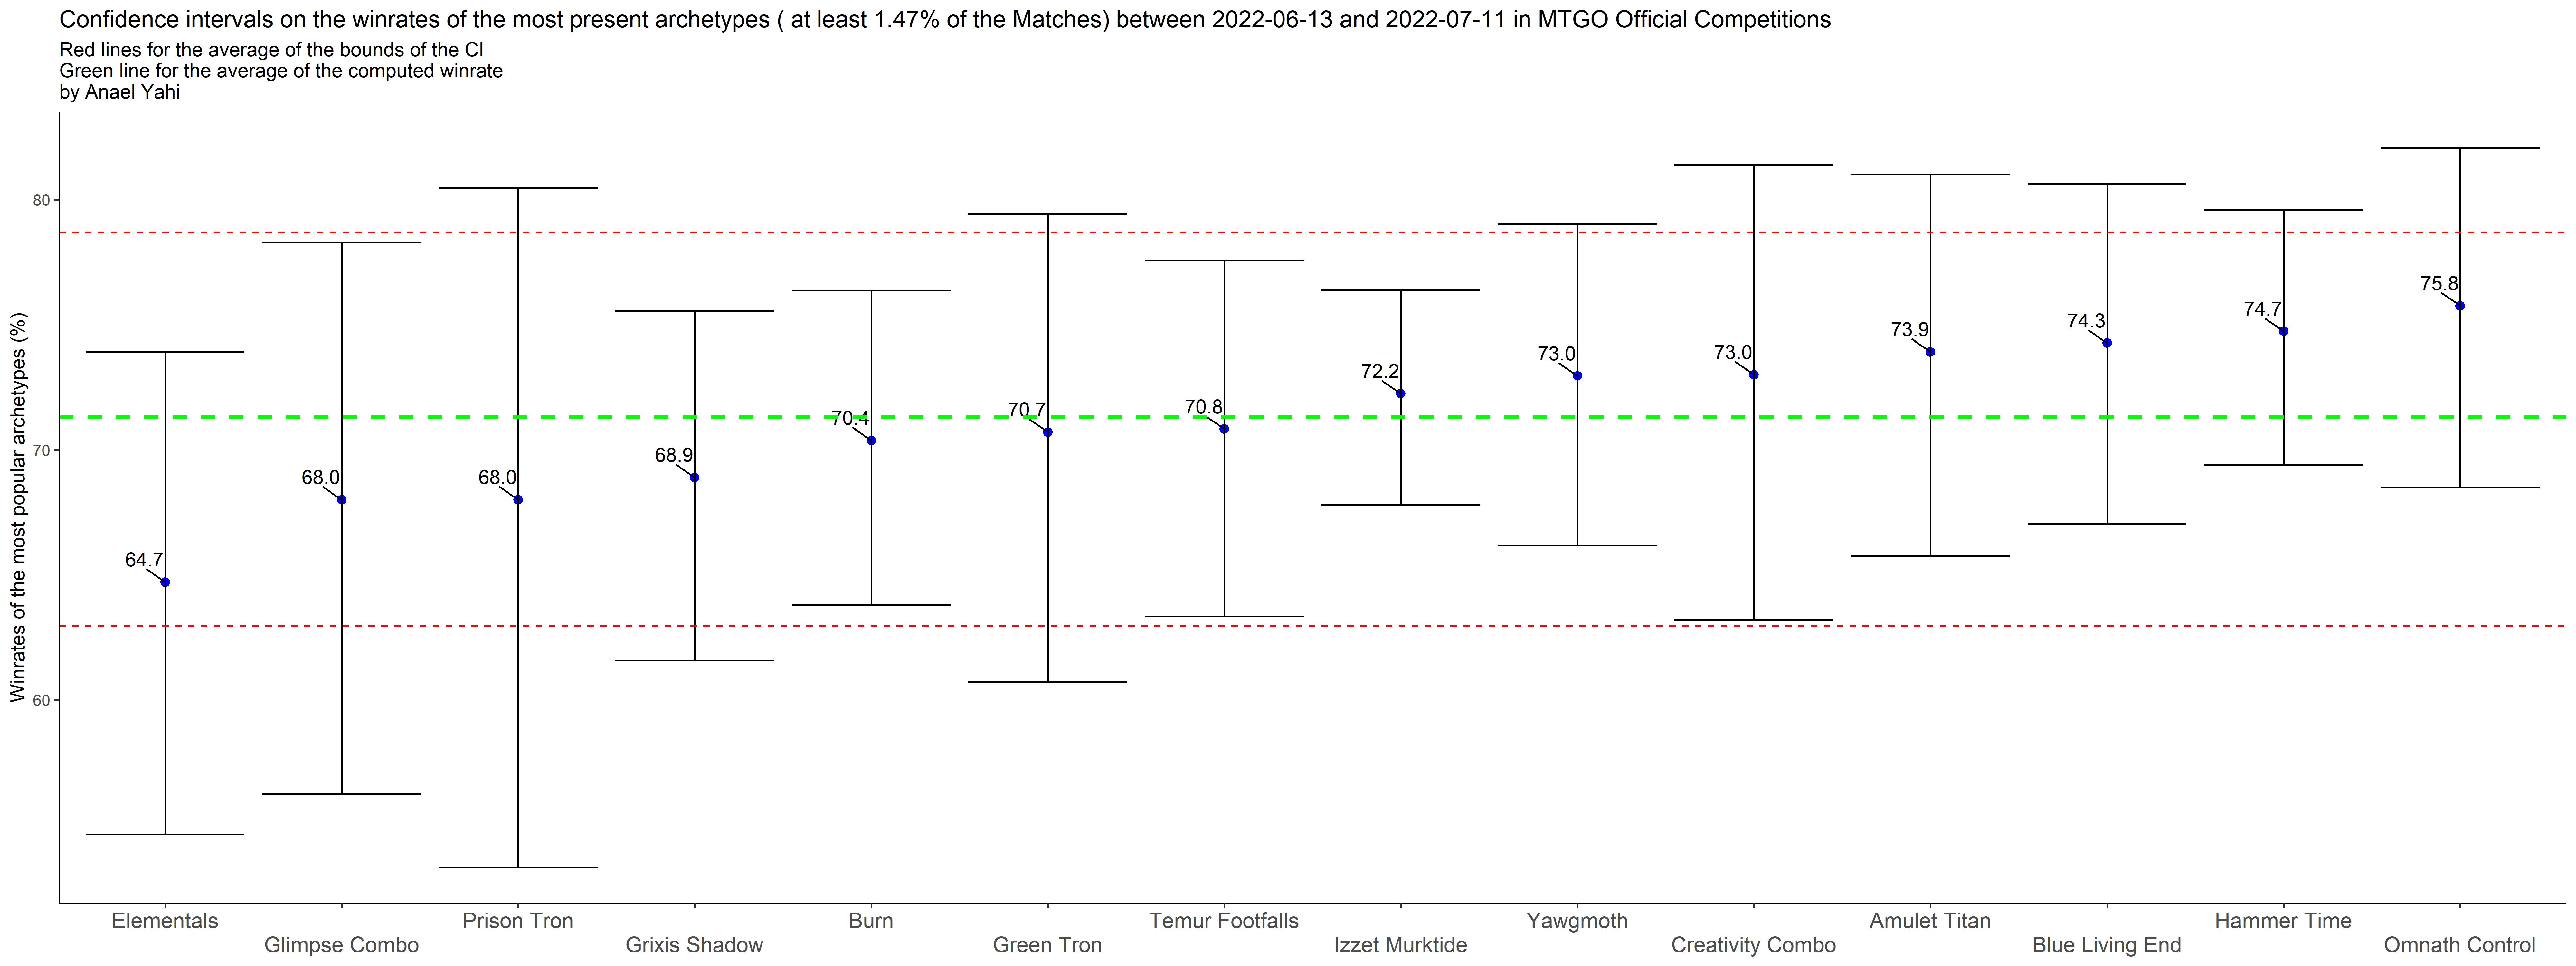 Confidence intervals on the winrates of the most present archetypes ( at least 1.47% of the Matches) between 2022-06-13 and 2022-07-11 in MTGO Official Competitions
Red lines for the average of the bounds of the CI
Green line for the average of the computed winrate
by Anael Yahi
Winrates of the most popular archetypes (%)
80
70
60
64.7
68.0
68.0
68.9
70.4
70.7
70.8
72.2
73.0
73.0
73.9
74.3
74.7
75.8
Elementals
Glimpse Combo
Prison Tron
Grixis Shadow
Burn
Green Tron
Temur Footfalls
Izzet Murktide
Yawgmoth
Creativity Combo
Amulet Titan
Blue Living End
Hammer Time
Omnath Control